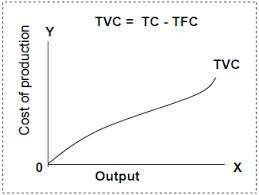 TVC = TC - TFC
Y
Cost of production
TVC
0
Output
X